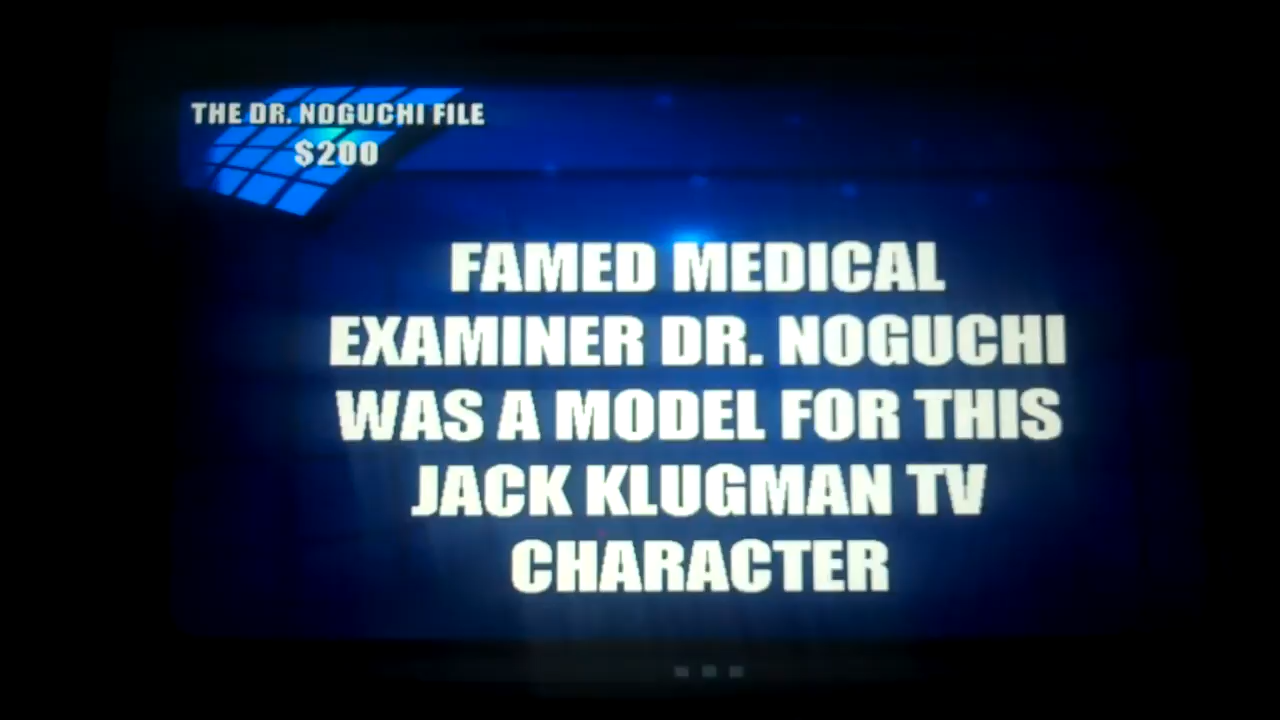 THE DR. NOGUCHI FILE
$200
FAMED MEDICAL
EXAMINER DR. NOGUCHI
WAS A MODEL FOR THIS
JACK KLUGMAN TV
CHARACTER